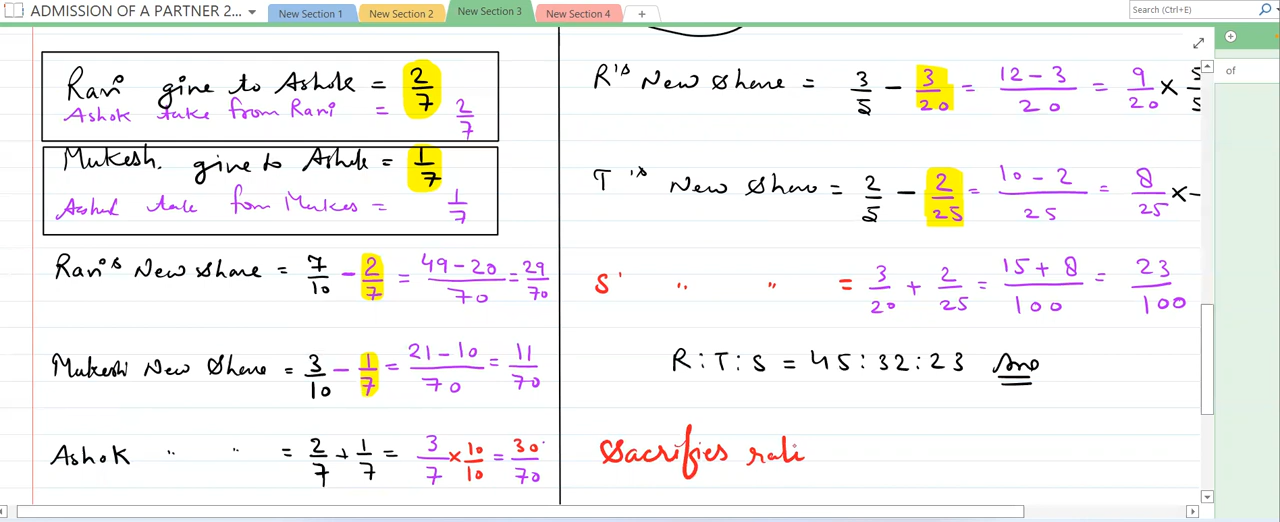 ADMISSION OF A PARTNER 2...
New Section 1
New Section 2
New Section 3
New Section 4
+
Search (Ctrl+E)
of
Rani give to Ashok = 2/7
Ashok take from Rani = 2/7
Mukesh. give to Ashok = 1/7
Ashok take from Mukes = 1/7
Rani's New Share = 7/10 - 2/7 = 49-20/70 = 29/70
Mukesh New Share = 3/10 - 1/7 = 21-10/70 = 11/70
Ashok " " = 2/7 + 1/7 = 3/7 × 10/10 = 30/70
R's New Share = 3/5 - 3/20 = 12-3/20 = 9/20 × 5/5
T's New Share = 2/5 - 2/25 = 10-2/25 = 8/25 ×
S' " " = 3/20 + 2/25 = 15+8/100 = 23/100
R:T:S = 45:32:23 Ans
Sacrifies rati